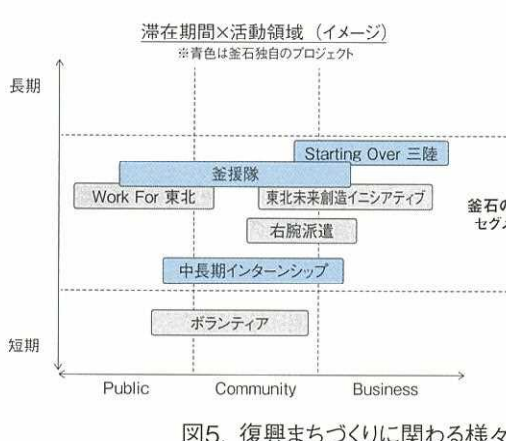 滞在期間×活動領域（イメージ）
※青色は釜石独自のプロジェクト
長期
Starting Over 三陸
釜援隊
Work For 東北
東北未来創造イニシアティブ
釜石の
セグメ
右腕派遣
中長期インターンシップ
ボランティア
短期
Public
Community
Business
図5. 復興まちづくりに関わる様々